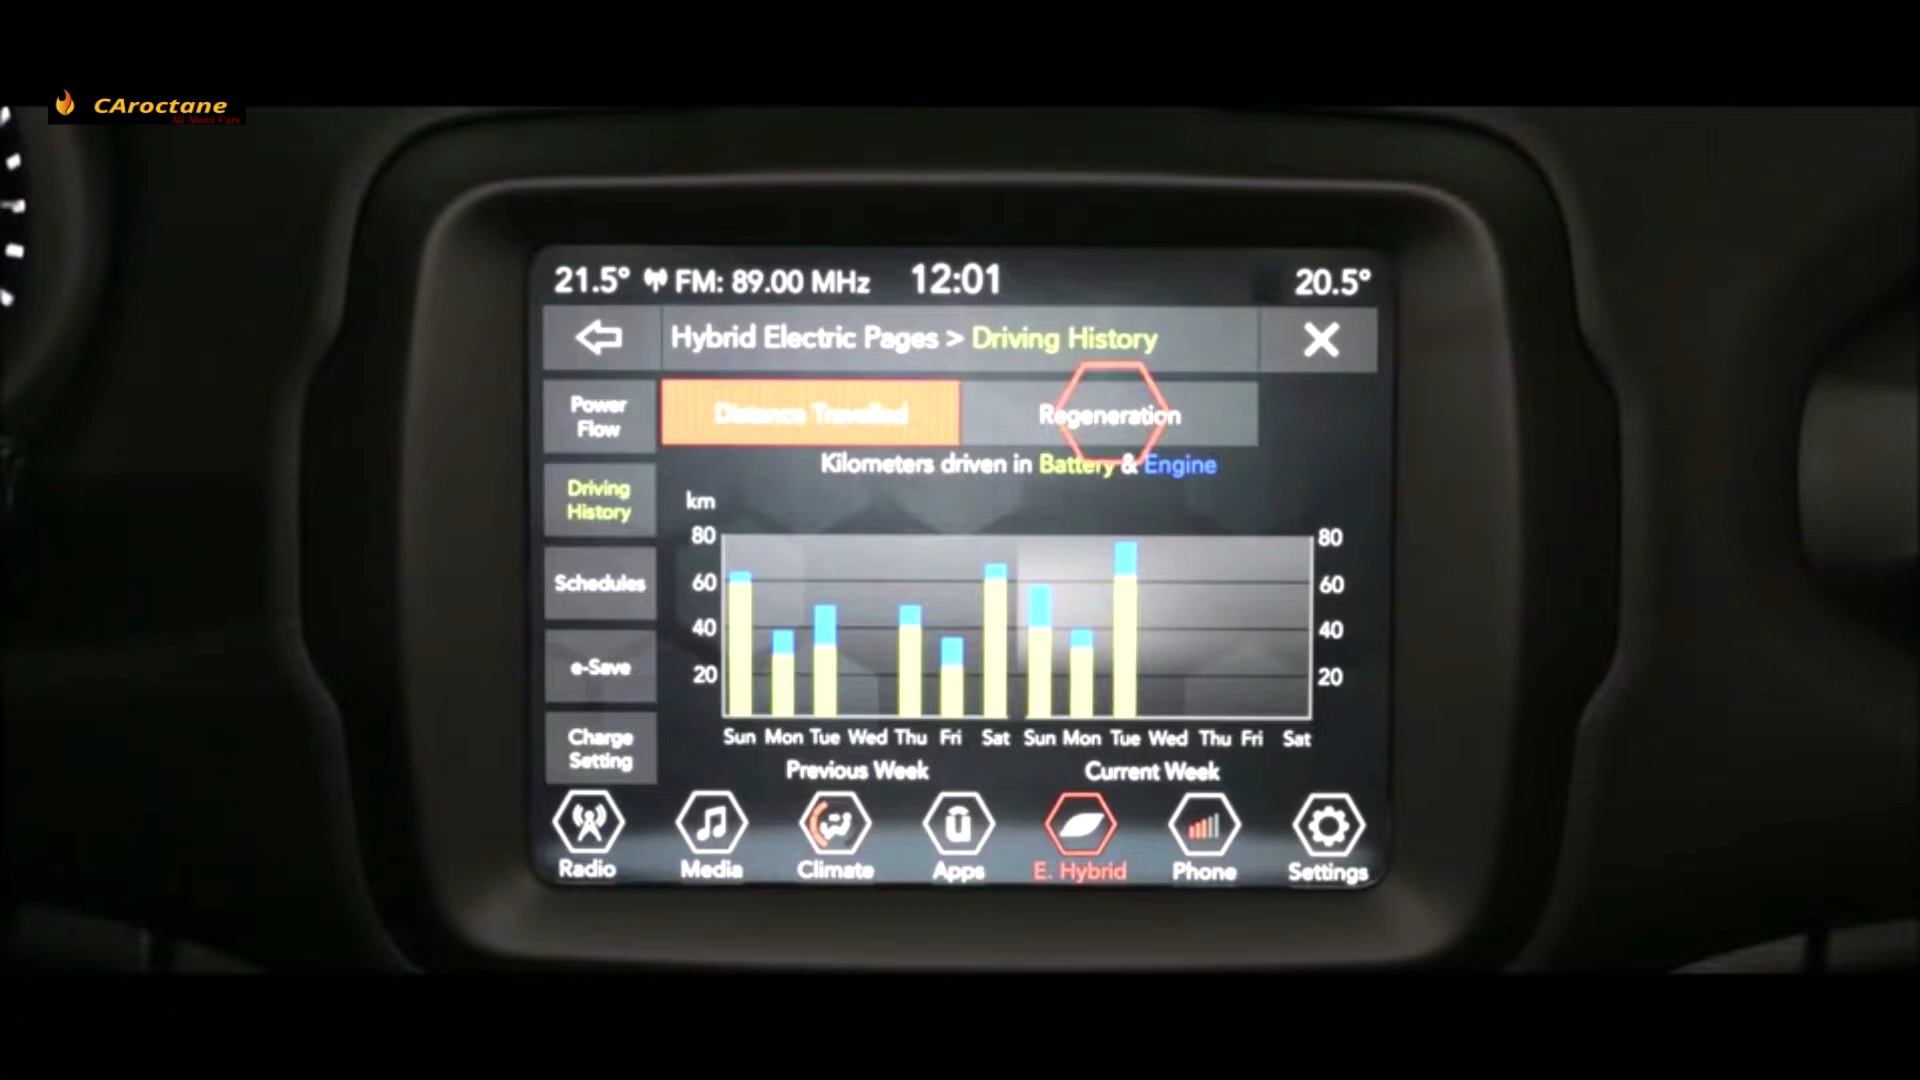 CAroctane
All About Cars
21.5° FM: 89.00 MHz 12:01 20.5°
Hybrid Electric Pages > Driving History
Power
Flow
Distance Travelled
Regeneration
Kilometers driven in Battery & Engine
Driving
History
Schedules
e-Save
Charge
Setting
km
80
60
40
20
80
60
40
20
Sun Mon Tue Wed Thu Fri Sat Sun Mon Tue Wed Thu Fri Sat
Previous Week
Current Week
Radio
Media
Climate
Apps
E. Hybrid
Phone
Settings